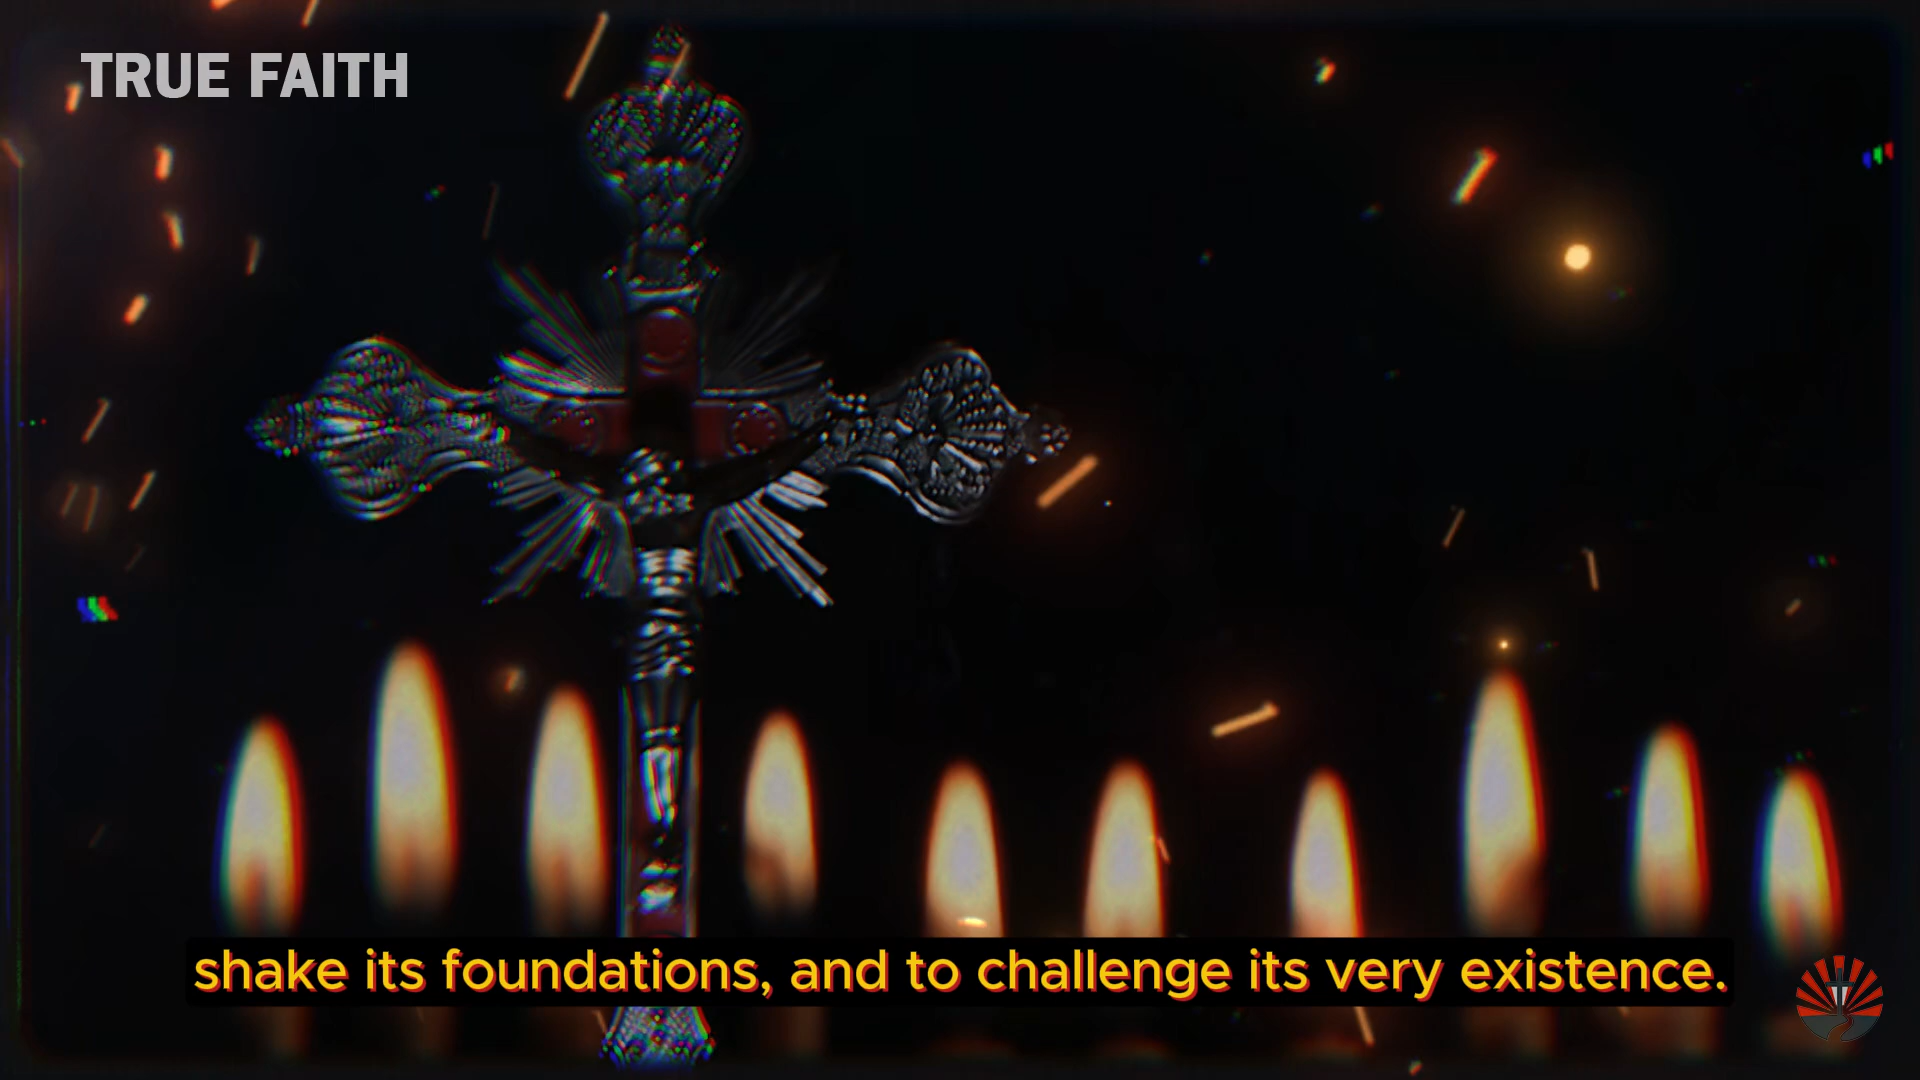 TRUE FAITH
shake its foundations, and to challenge its very existence.